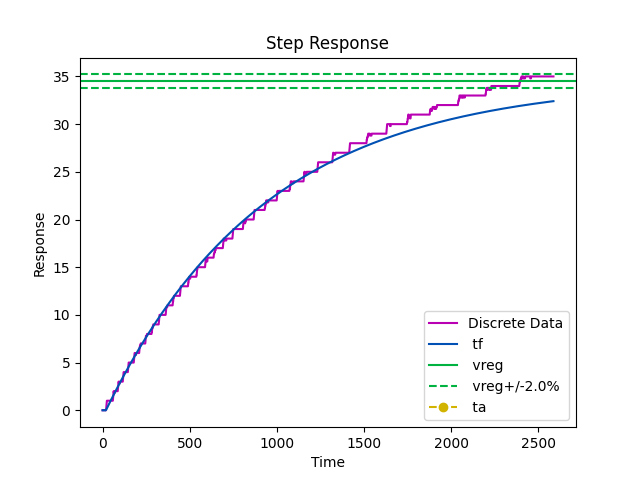 Step Response
Response
35
30
25
20
15
10
5
0
0 500 1000 1500 2000 2500
Time
Discrete Data
tf
vreg
vreg+/-2.0%
ta